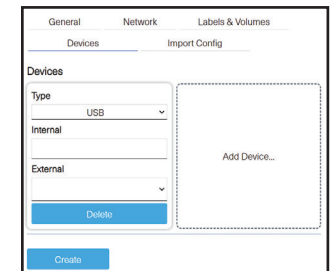 General Network Labels & Volumes
Devices Import Config
Devices
Type
USB
Internal
Add Device...
External
Delete
Create